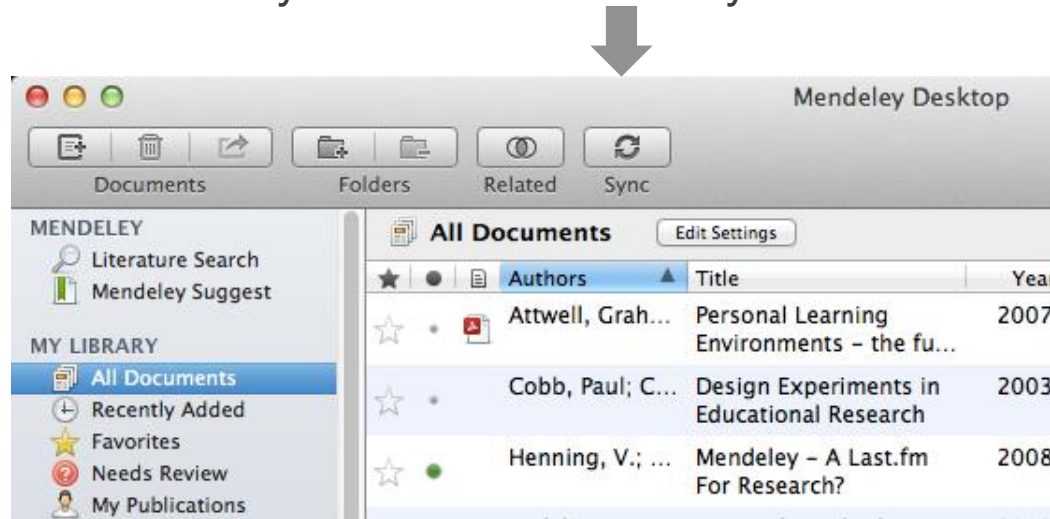 Mendeley Desktop
Documents Folders Related Sync
MENDELEY
Literature Search
Mendeley Suggest
MY LIBRARY
All Documents
Recently Added
Favorites
Needs Review
My Publications
All Documents Edit Settings
Authors Title
Attwell, Grah... Personal Learning 2007
Environments – the fu...
Cobb, Paul; C... Design Experiments in 2003
Educational Research
Henning, V.; ... Mendeley – A Last.fm 2008
For Research?